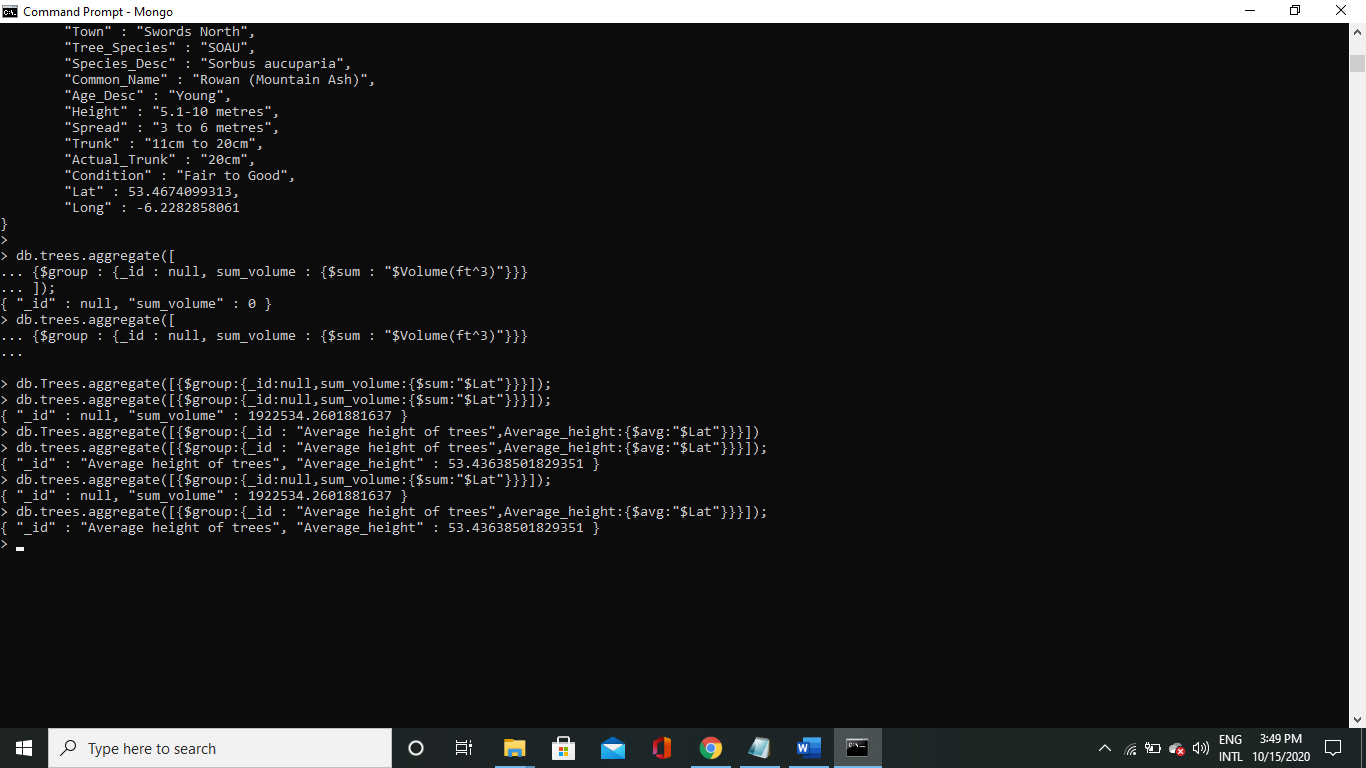 Command Prompt - Mongo
"Town" : "Swords North",
"Tree_Species" : "SOAU",
"Species_Desc" : "Sorbus aucuparia",
"Common_Name" : "Rowan (Mountain Ash)",
"Age_Desc" : "Young",
"Height" : "5.1-10 metres",
"Spread" : "3 to 6 metres",
"Trunk" : "11cm to 20cm",
"Actual_Trunk" : "20cm",
"Condition" : "Fair to Good",
"Lat" : 53.4674099313,
"Long" : -6.2282858061
}
>
> db.trees.aggregate([
... {$group : {_id : null, sum_volume : {$sum : "$Volume(ft^3)"}}}
... ]);
{ "_id" : null, "sum_volume" : 0 }
> db.trees.aggregate([
... {$group : {_id : null, sum_volume : {$sum : "$Volume(ft^3)"}}}
...
> db.Trees.aggregate([{$group:{_id:null,sum_volume:{$sum:"$Lat"}}}]);
> db.trees.aggregate([{$group:{_id:null,sum_volume:{$sum:"$Lat"}}}]);
{ "_id" : null, "sum_volume" : 1922534.2601881637 }
> db.Trees.aggregate([{$group:{_id : "Average height of trees",Average_height:{$avg:"$Lat"}}}])
> db.trees.aggregate([{$group:{_id : "Average height of trees",Average_height:{$avg:"$Lat"}}}]);
{ "_id" : "Average height of trees", "Average_height" : 53.43638501829351 }
> db.trees.aggregate([{$group:{_id:null,sum_volume:{$sum:"$Lat"}}}]);
{ "_id" : null, "sum_volume" : 1922534.2601881637 }
> db.trees.aggregate([{$group:{_id : "Average height of trees",Average_height:{$avg:"$Lat"}}}]);
{ "_id" : "Average height of trees", "Average_height" : 53.43638501829351 }
>
Type here to search
ENG
INTL
3:49 PM
10/15/2020